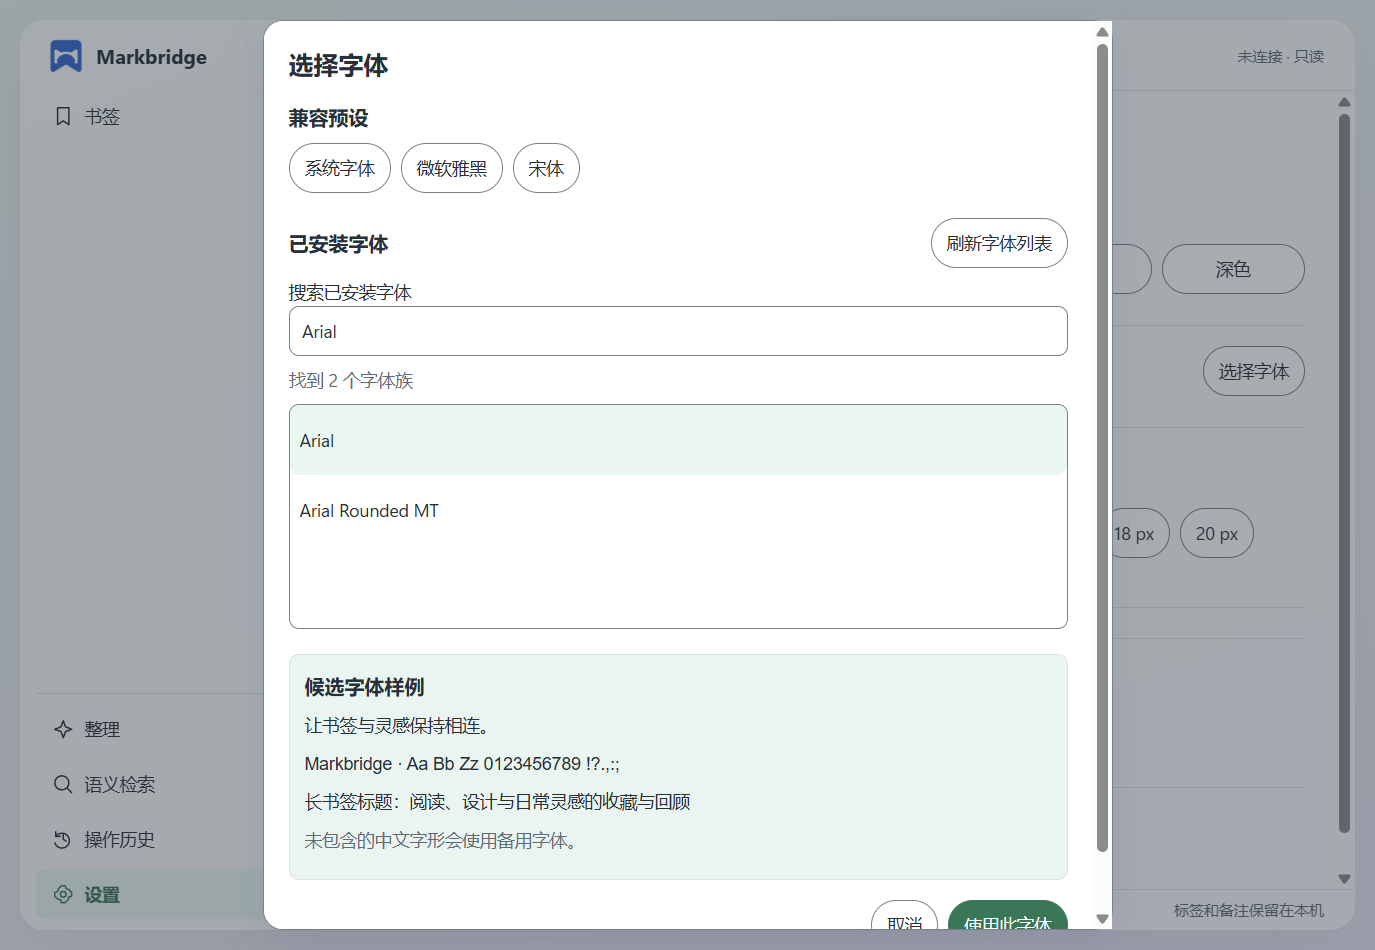 Markbridge
未连接 · 只读
书签
整理
语义检索
操作历史
设置
选择字体
兼容预设
系统字体
微软雅黑
宋体
已安装字体
刷新字体列表
搜索已安装字体
Arial
找到 2 个字体族
Arial
Arial Rounded MT
候选字体样例
让书签与灵感保持相连。
Markbridge · Aa Bb Zz 0123456789 !?.,:;
长书签标题：阅读、设计与日常灵感的收藏与回顾
未包含的中文字形会使用备用字体。
取消
使用此字体
深色
选择字体
18 px
20 px
标签和备注保留在本机